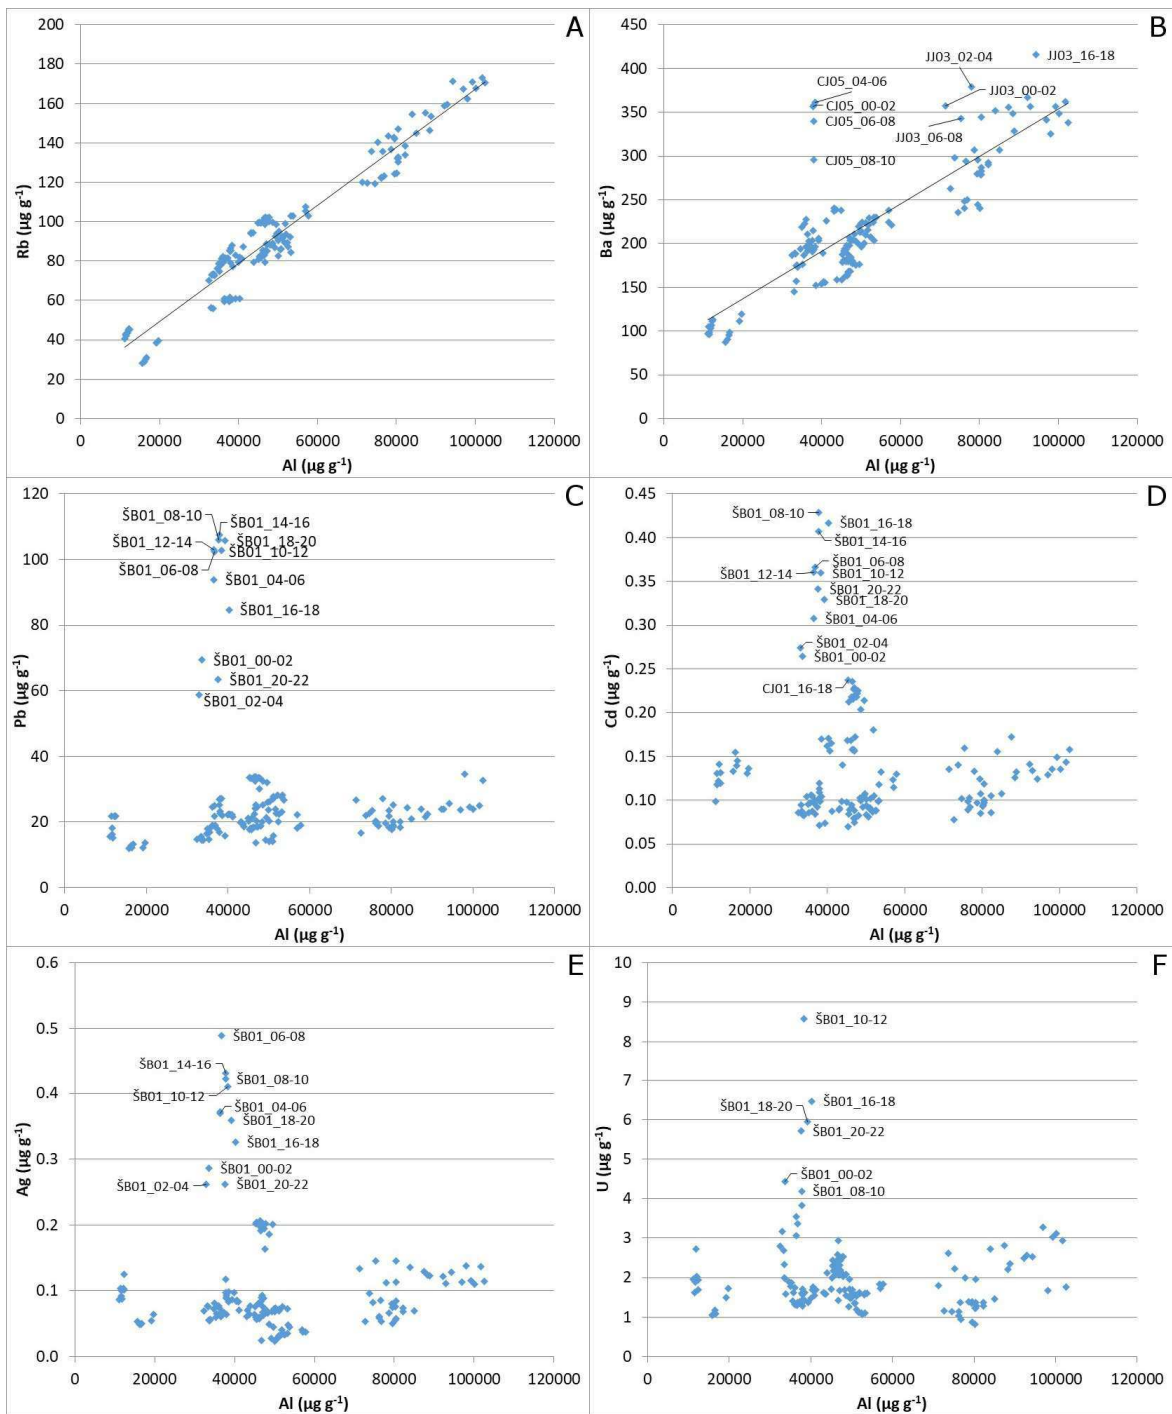 A
200
180
160
140
120
100
80
60
40
20
0
Rb (µg g-1)
0 20000 40000 60000 80000 100000 120000
Al (µg g-1)
B
450
400
350
300
250
200
150
100
50
0
Ba (µg g-1)
JJ03_02-04
JJ03_16-18
CJ05_04-06
JJ03_00-02
CJ05_00-02
CJ05_06-08
JJ03_06-08
CJ05_08-10
0 20000 40000 60000 80000 100000 120000
Al (µg g-1)
C
120
100
80
60
40
20
0
Pb (µg g-1)
ŠB01_08-10
ŠB01_14-16
ŠB01_12-14
ŠB01_18-20
ŠB01_10-12
ŠB01_06-08
ŠB01_04-06
ŠB01_16-18
ŠB01_00-02
ŠB01_20-22
ŠB01_02-04
0 20000 40000 60000 80000 100000 120000
Al (µg g-1)
D
0.45
0.40
0.35
0.30
0.25
0.20
0.15
0.10
0.05
0.00
Cd (µg g-1)
ŠB01_08-10
ŠB01_16-18
ŠB01_14-16
ŠB01_06-08
ŠB01_12-14
ŠB01_10-12
ŠB01_20-22
ŠB01_18-20
ŠB01_04-06
ŠB01_02-04
ŠB01_00-02
CJ01_16-18
0 20000 40000 60000 80000 100000 120000
Al (µg g-1)
E
0.6
0.5
0.4
0.3
0.2
0.1
0.0
Ag (µg g-1)
ŠB01_06-08
ŠB01_14-16
ŠB01_08-10
ŠB01_10-12
ŠB01_04-06
ŠB01_18-20
ŠB01_16-18
ŠB01_00-02
ŠB01_02-04
ŠB01_20-22
0 20000 40000 60000 80000 100000 120000
Al (µg g-1)
F
10
9
8
7
6
5
4
3
2
1
0
U (µg g-1)
ŠB01_10-12
ŠB01_16-18
ŠB01_18-20
ŠB01_20-22
ŠB01_00-02
ŠB01_08-10
0 20000 40000 60000 80000 100000 120000
Al (µg g-1)